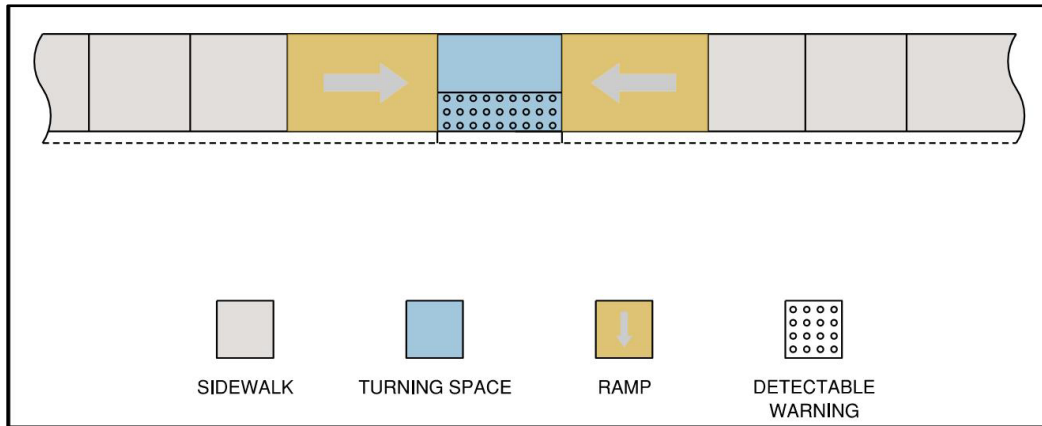 SIDEWALK
TURNING SPACE
RAMP
DETECTABLE
WARNING